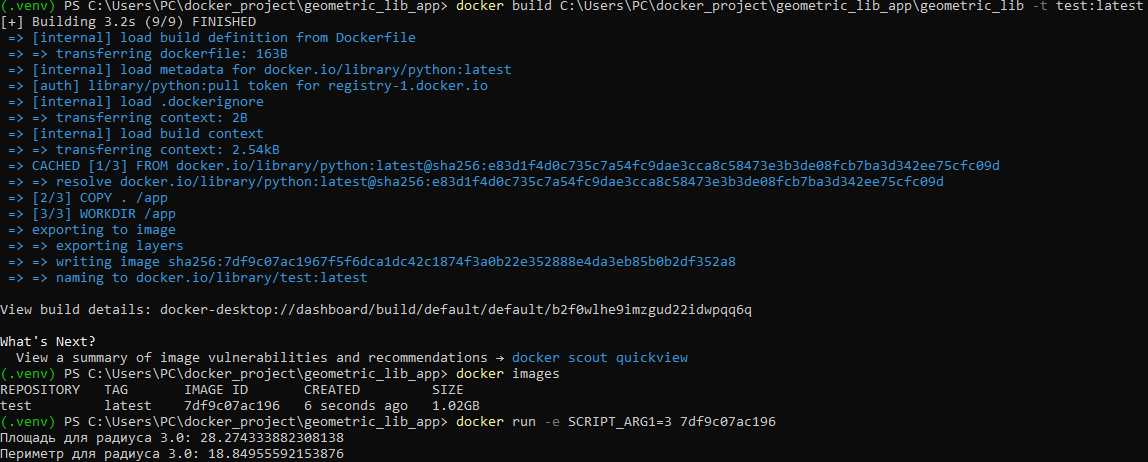 (.venv) PS C:\Users\PC\docker_project\geometric_lib_app> docker build C:\Users\PC\docker_project\geometric_lib_app\geometric_lib -t test:latest
[+] Building 3.2s (9/9) FINISHED
=> [internal] load build definition from Dockerfile
=> => transferring dockerfile: 163B
=> [internal] load metadata for docker.io/library/python:latest
=> [auth] library/python:pull token for registry-1.docker.io
=> [internal] load .dockerignore
=> => transferring context: 2B
=> [internal] load build context
=> => transferring context: 2.54kB
=> CACHED [1/3] FROM docker.io/library/python:latest@sha256:e83d1f4d0c735c7a54fc9dae3cca8c58473e3b3de08fcb7ba3d342ee75cfc09d
=> => resolve docker.io/library/python:latest@sha256:e83d1f4d0c735c7a54fc9dae3cca8c58473e3b3de08fcb7ba3d342ee75cfc09d
=> [2/3] COPY . /app
=> [3/3] WORKDIR /app
=> exporting to image
=> => exporting layers
=> => writing image sha256:7df9c07ac1967f5f6dca1dc42c1874f3a0b22e352888e4da3eb85b0b2df352a8
=> => naming to docker.io/library/test:latest
View build details: docker-desktop://dashboard/build/default/default/b2f0wlhe9imzgud22idwpqq6q
What's Next?
View a summary of image vulnerabilities and recommendations → docker scout quickview
(.venv) PS C:\Users\PC\docker_project\geometric_lib_app> docker images
REPOSITORY TAG IMAGE ID CREATED SIZE
test latest 7df9c07ac196 6 seconds ago 1.02GB
(.venv) PS C:\Users\PC\docker_project\geometric_lib_app> docker run -e SCRIPT_ARG1=3 7df9c07ac196
Площадь для радиуса 3.0: 28.274333882308138
Периметр для радиуса 3.0: 18.84955592153876